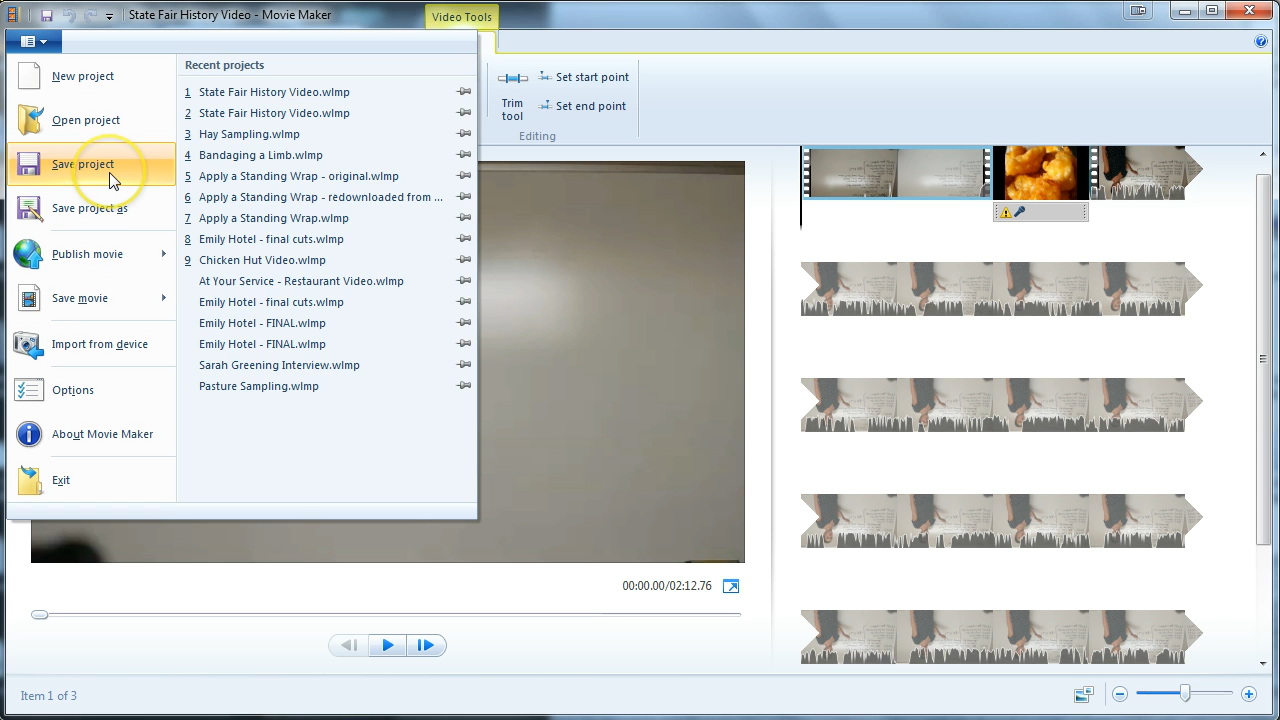 State Fair History Video - Movie Maker
Video Tools
New project
Open project
Save project
Save project as
Publish movie
Save movie
Import from device
Options
About Movie Maker
Exit
Recent projects
1 State Fair History Video.wlmp
2 State Fair History Video.wlmp
3 Hay Sampling.wlmp
4 Bandaging a Limb.wlmp
5 Apply a Standing Wrap - original.wlmp
6 Apply a Standing Wrap - redownloaded from ...
7 Apply a Standing Wrap.wlmp
8 Emily Hotel - final cuts.wlmp
9 Chicken Hut Video.wlmp
At Your Service - Restaurant Video.wlmp
Emily Hotel - final cuts.wlmp
Emily Hotel - FINAL.wlmp
Emily Hotel - FINAL.wlmp
Sarah Greening Interview.wlmp
Pasture Sampling.wlmp
Trim tool
Set start point
Set end point
Editing
00:00.00/02:12.76
Item 1 of 3